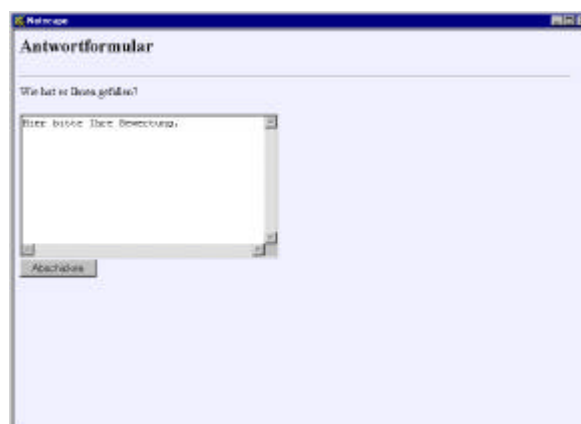 Netscape
Antwortformular
Wie hat es Ihnen gefallen?
Hier bitte Ihre Bewertung.
Abschicken